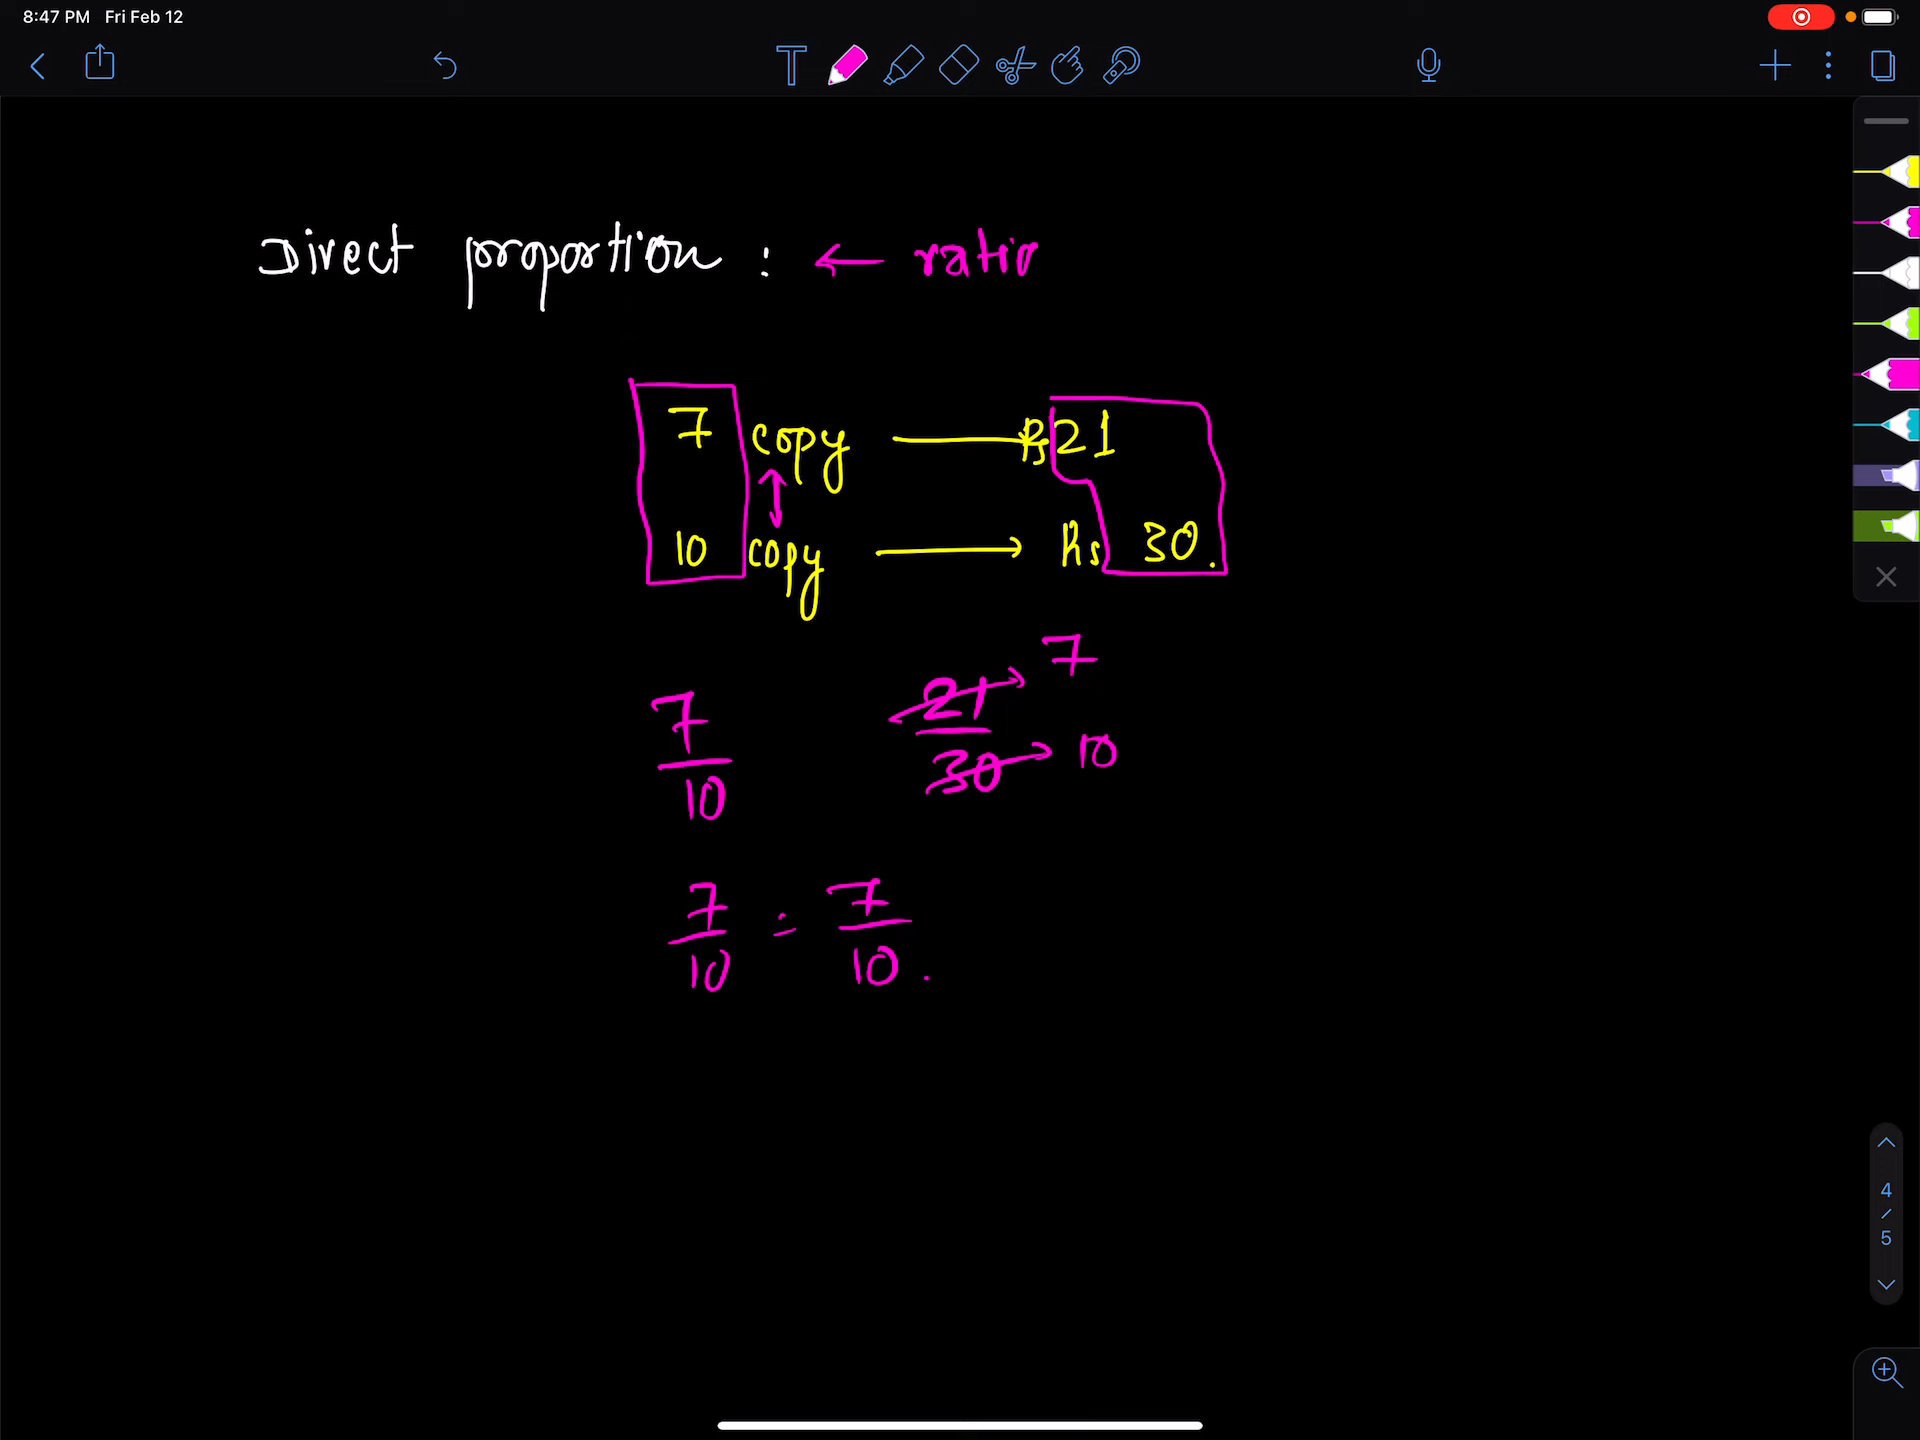 8:47 PM Fri Feb 12
Direct proportion : ← ratio
7 copy → Rs 21
10 copy → Rs 30.
7/10 21/30 → 7/10
7/10 = 7/10.
4
/
5